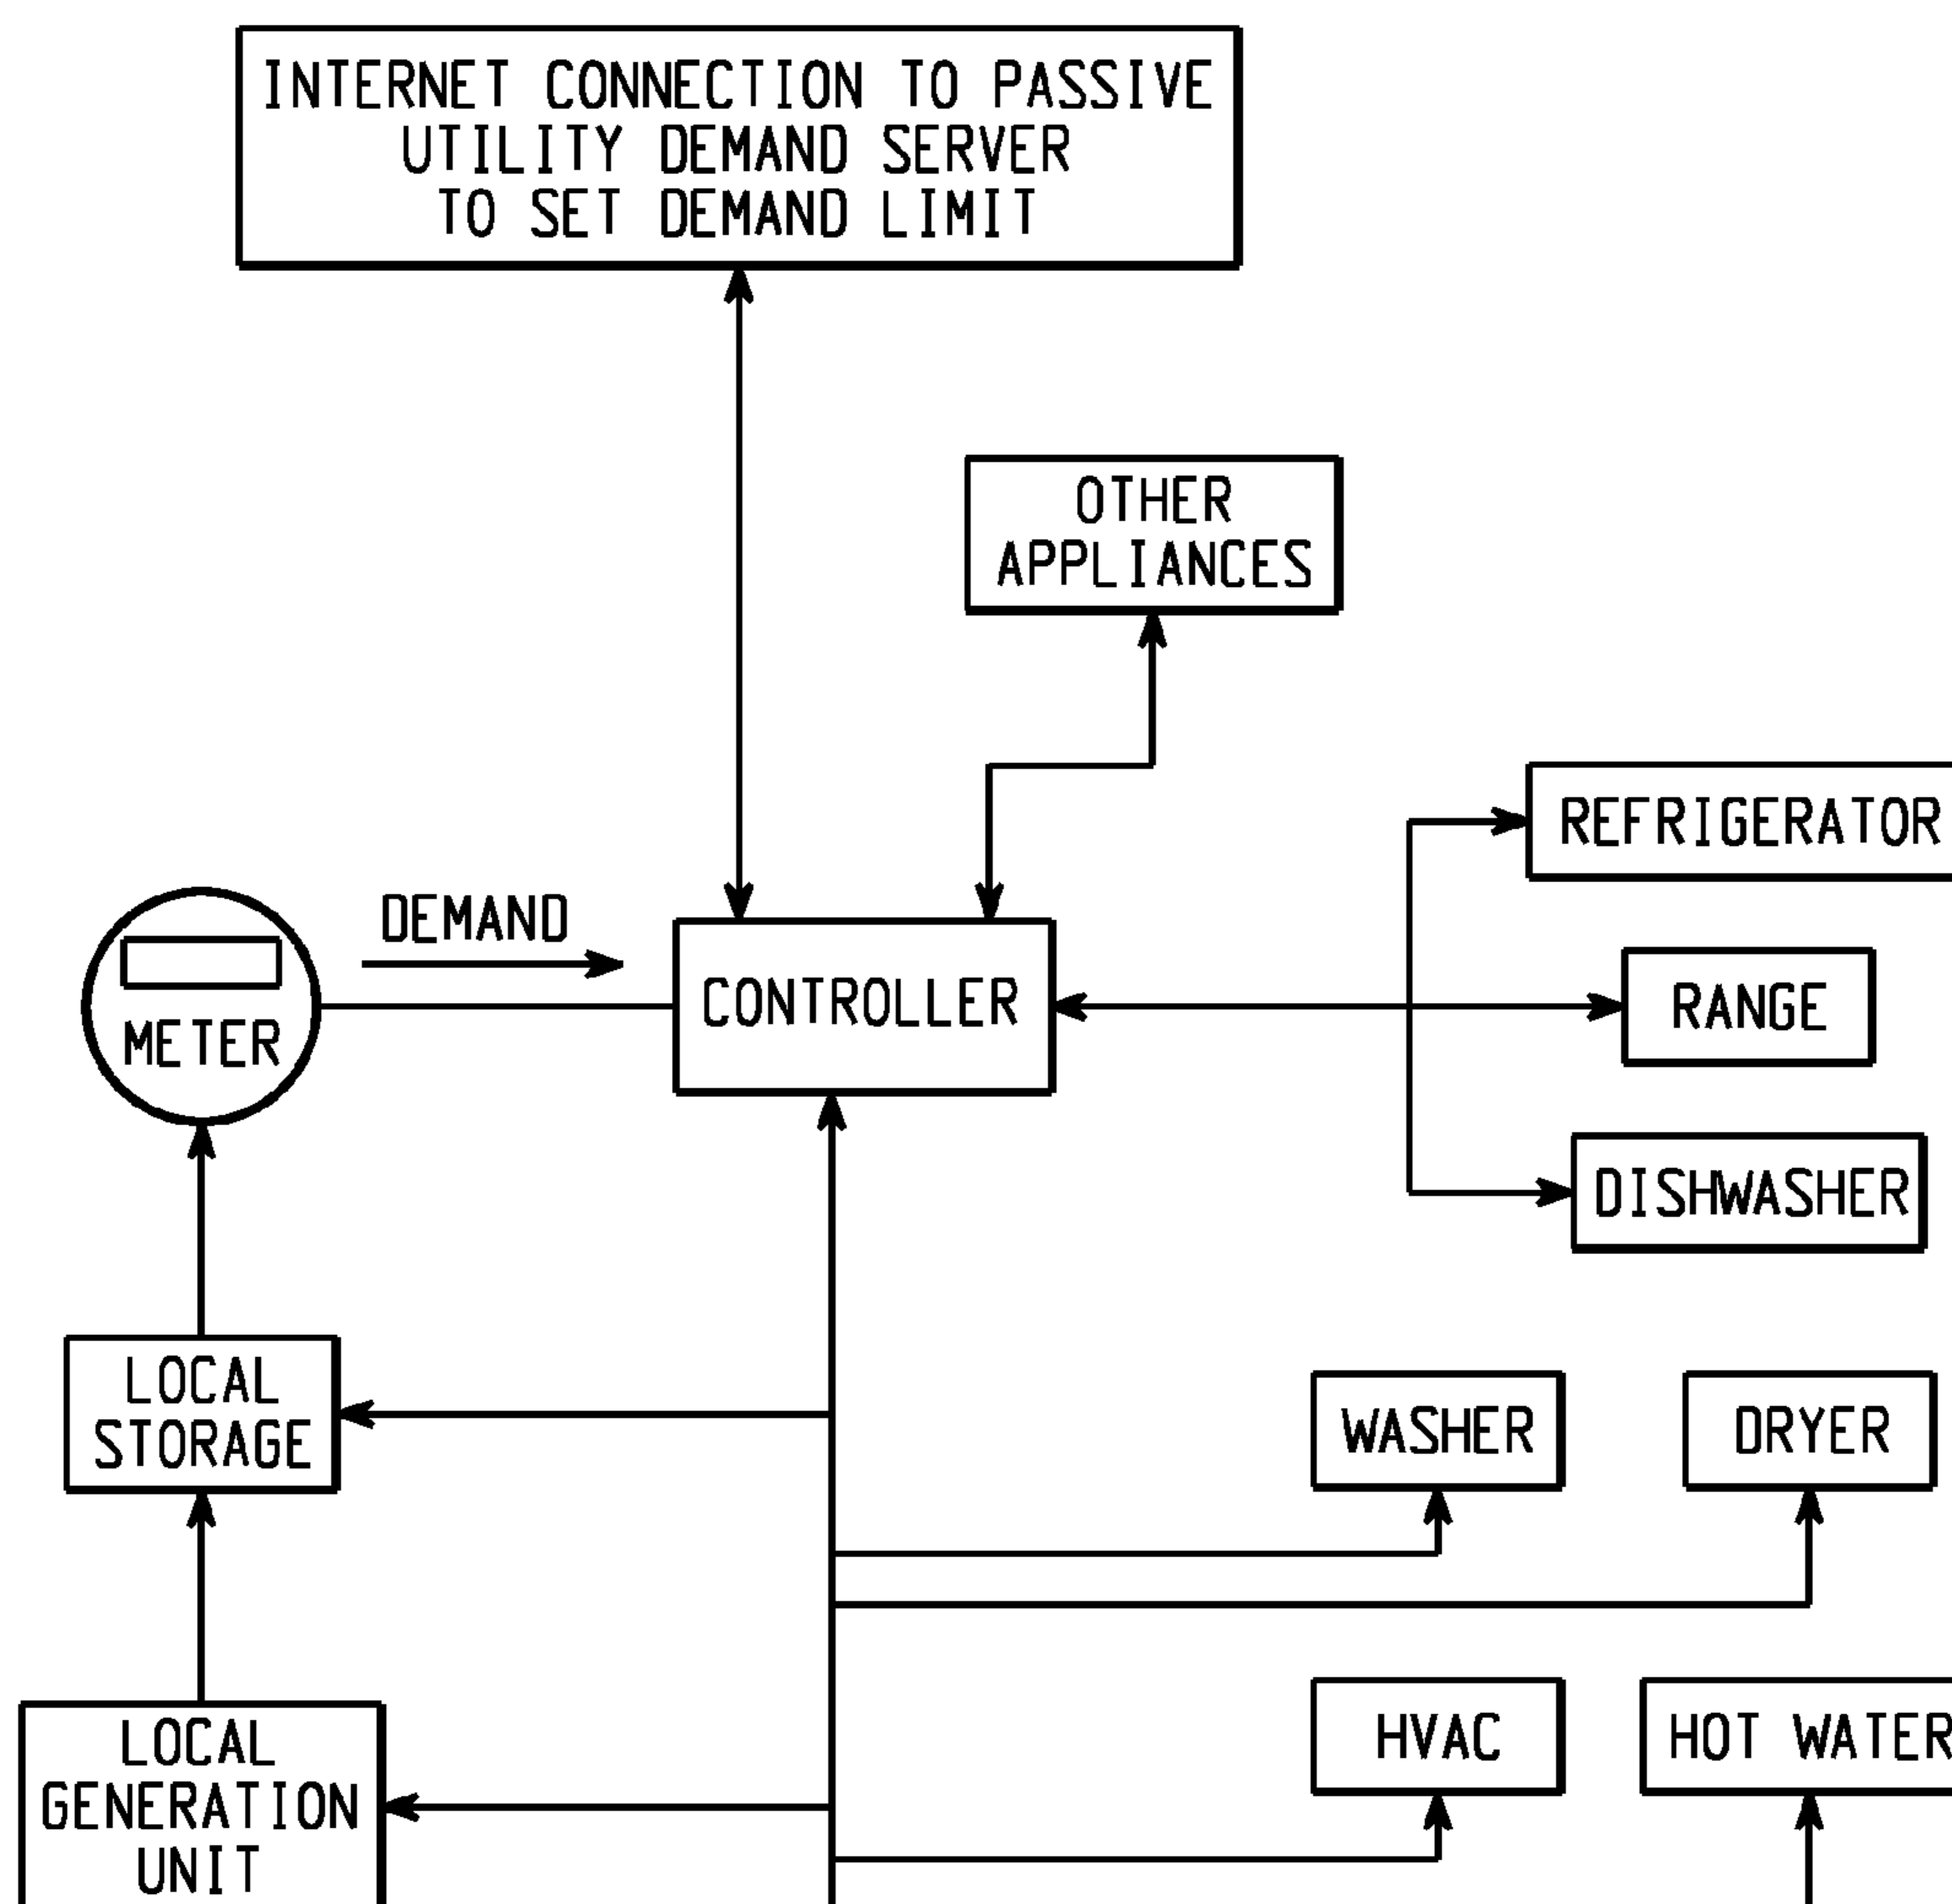 INTERNET CONNECTION TO PASSIVE
UTILITY DEMAND SERVER
TO SET DEMAND LIMIT
OTHER
APPLIANCES
REFRIGERATOR
DEMAND
METER
CONTROLLER
RANGE
DISHWASHER
LOCAL
STORAGE
WASHER
DRYER
LOCAL
GENERATION
UNIT
HVAC
HOT WATER